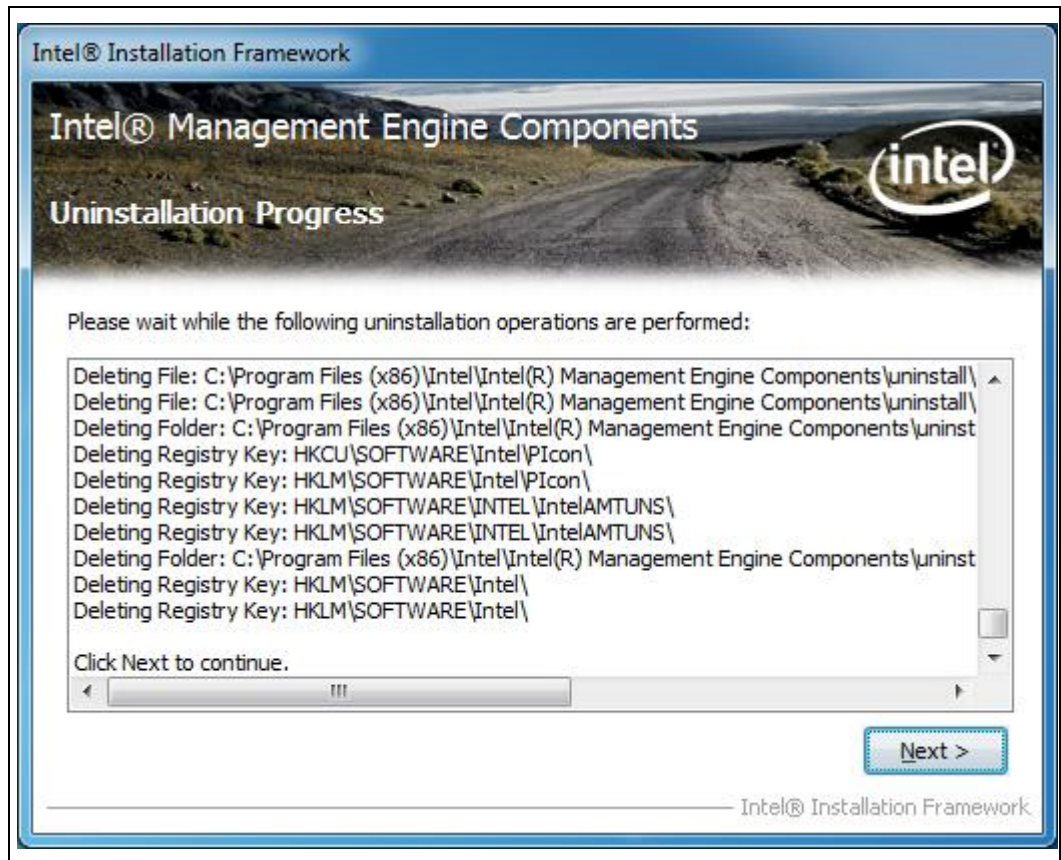 Intel® Installation Framework
Intel® Management Engine Components
intel
Uninstallation Progress
Please wait while the following uninstallation operations are performed:
Deleting File: C:\Program Files (x86)\Intel\Intel(R) Management Engine Components\uninstall\
Deleting File: C:\Program Files (x86)\Intel\Intel(R) Management Engine Components\uninstall\
Deleting Folder: C:\Program Files (x86)\Intel\Intel(R) Management Engine Components\uninst
Deleting Registry Key: HKCU\SOFTWARE\Intel\PIcon\
Deleting Registry Key: HKLM\SOFTWARE\Intel\PIcon\
Deleting Registry Key: HKLM\SOFTWARE\INTEL\IntelAMTUNS\
Deleting Registry Key: HKLM\SOFTWARE\INTEL\IntelAMTUNS\
Deleting Folder: C:\Program Files (x86)\Intel\Intel(R) Management Engine Components\uninst
Deleting Registry Key: HKLM\SOFTWARE\Intel\
Deleting Registry Key: HKLM\SOFTWARE\Intel\
Click Next to continue.
Next >
Intel® Installation Framework